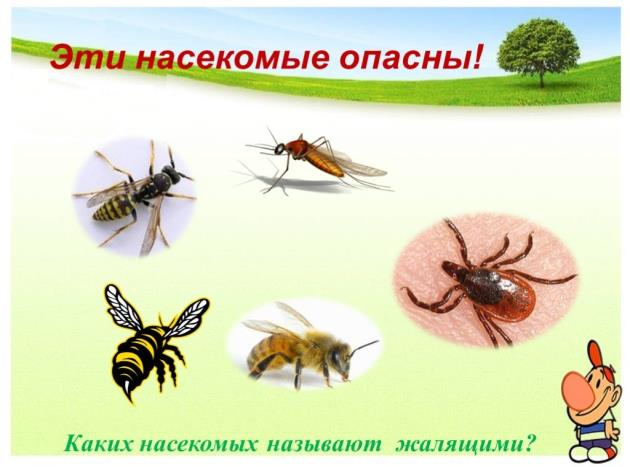 Эти насекомые опасны!
Каких насекомых называют жалящими?